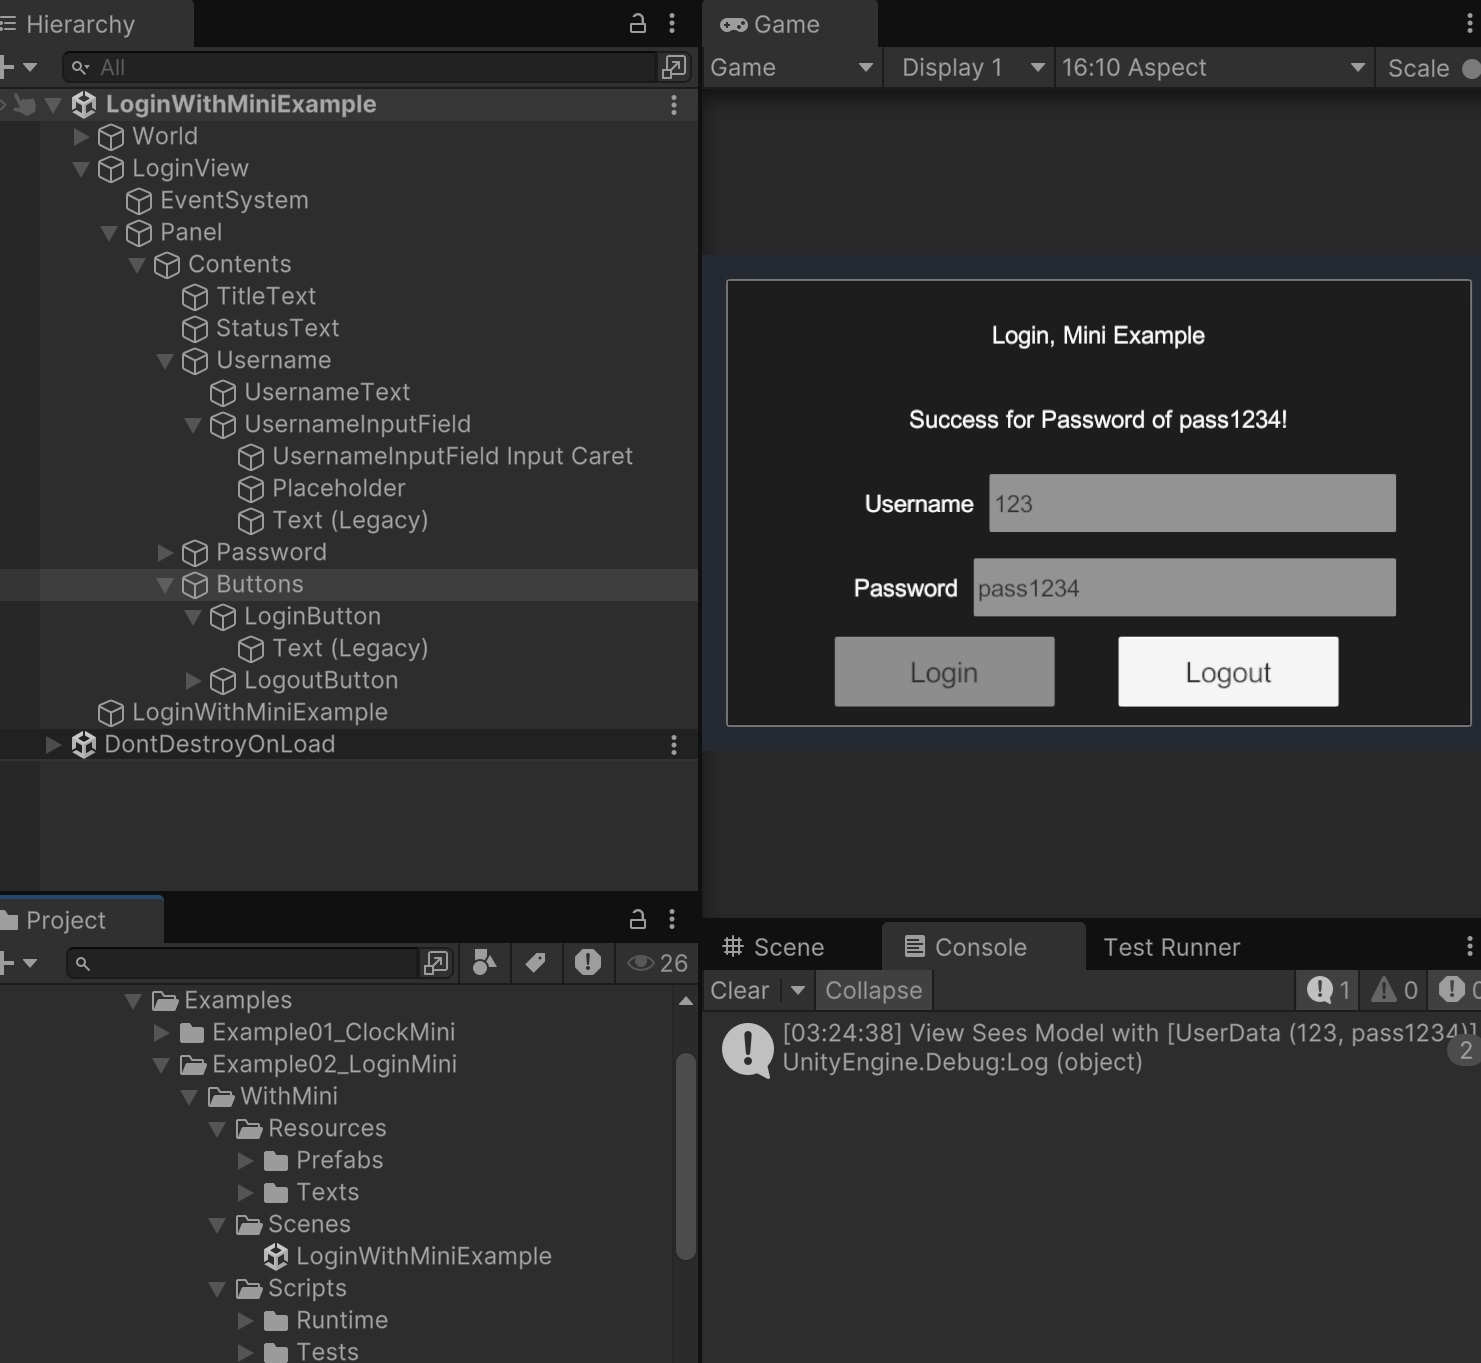 Hierarchy
All
LoginWithMiniExample
World
LoginView
EventSystem
Panel
Contents
TitleText
StatusText
Username
UsernameText
UsernameInputField
UsernameInputField Input Caret
Placeholder
Text (Legacy)
Password
Buttons
LoginButton
Text (Legacy)
LogoutButton
LoginWithMiniExample
DontDestroyOnLoad
Game
Game
Display 1
16:10 Aspect
Scale
Login, Mini Example
Success for Password of pass1234!
Username 123
Password pass1234
Login Logout
Project
26
Examples
Example01_ClockMini
Example02_LoginMini
WithMini
Resources
Prefabs
Texts
Scenes
LoginWithMiniExample
Scripts
Runtime
Tests
Scene Console Test Runner
Clear Collapse 1 0 0
[03:24:38] View Sees Model with [UserData (123, pass1234)]
UnityEngine.Debug:Log (object)
2